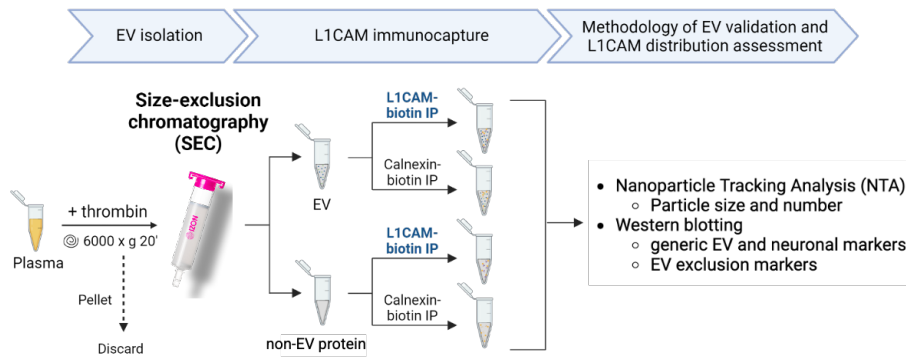 EV isolation
L1CAM immunocapture
Methodology of EV validation and
L1CAM distribution assessment
Size-exclusion
chromatography
(SEC)
L1CAM-
biotin IP
Calnexin-
biotin IP
EV
+ thrombin
6000 x g 20'
Plasma
Pellet
Discard
IZON
L1CAM-
biotin IP
Calnexin-
biotin IP
non-EV protein
• Nanoparticle Tracking Analysis (NTA)
○ Particle size and number
• Western blotting
○ generic EV and neuronal markers
○ EV exclusion markers